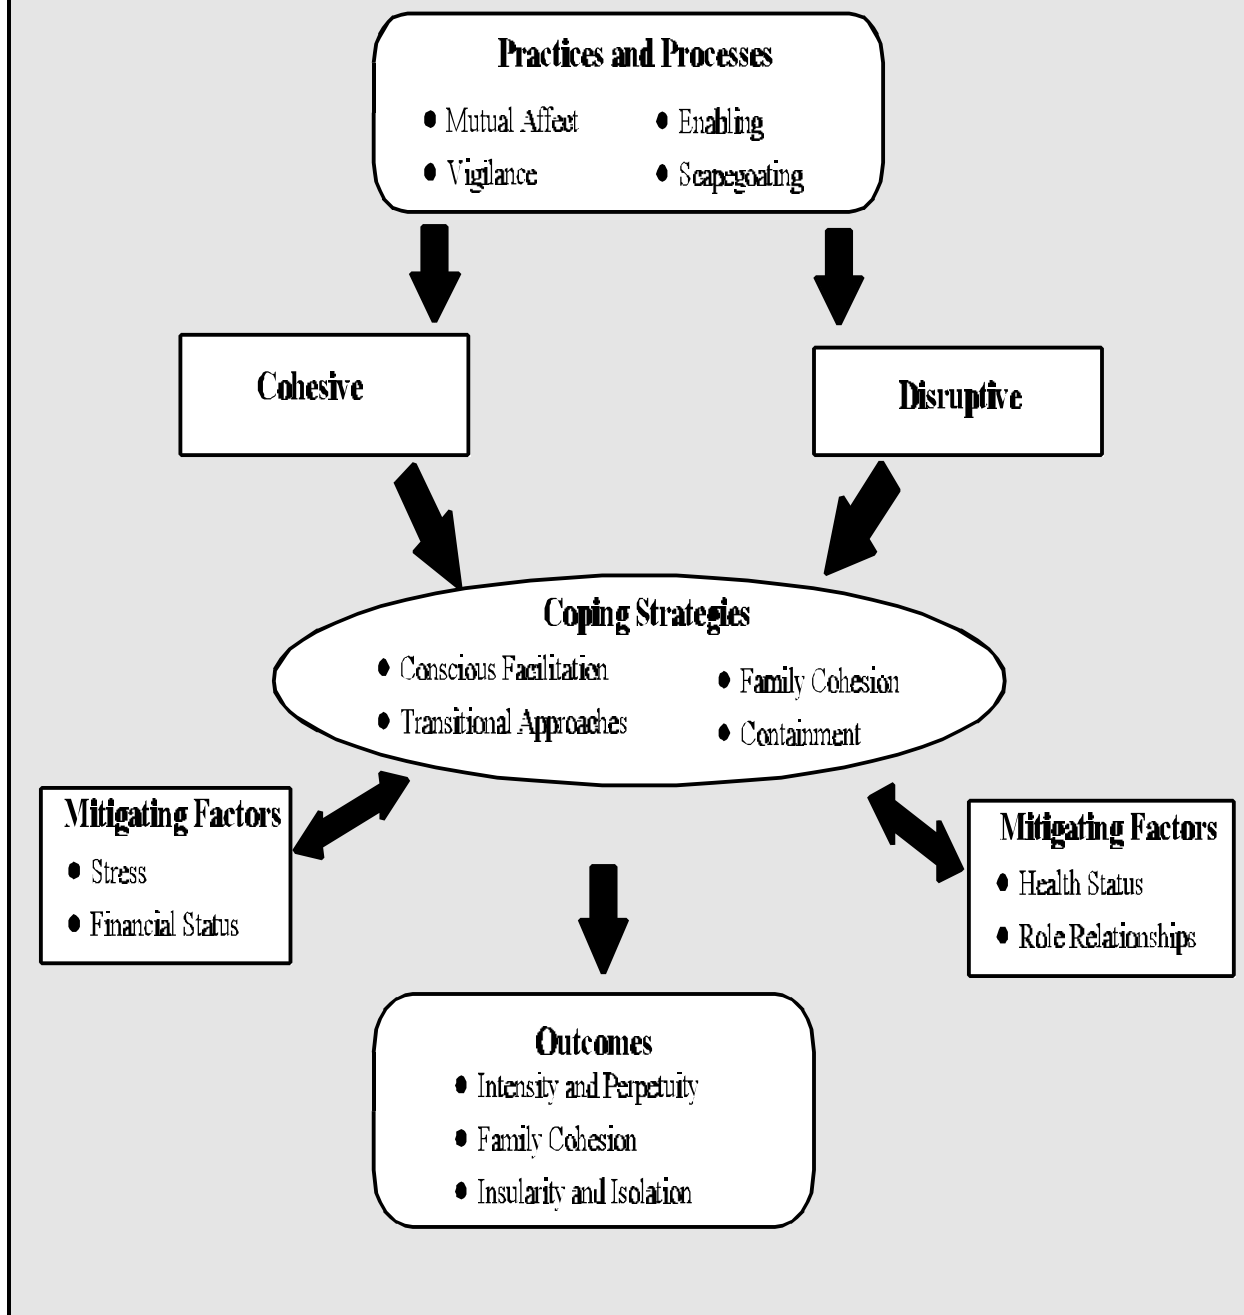 Practices and Processes
• Mutual Affect
• Enabling
• Vigilance
• Scapegoating
Cohesive
Disruptive
Coping Strategies
• Conscious Facilitation
• Family Cohesion
• Transitional Approaches
• Containment
Mitigating Factors
• Stress
• Financial Status
Mitigating Factors
• Health Status
• Role Relationships
Outcomes
• Intensity and Perpetuity
• Family Cohesion
• Insularity and Isolation